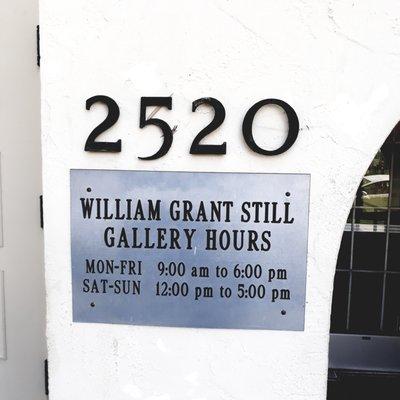 2520
WILLIAM GRANT STILL
GALLERY HOURS
MON-FRI 9:00 am to 6:00 pm
SAT-SUN 12:00 pm to 5:00 pm